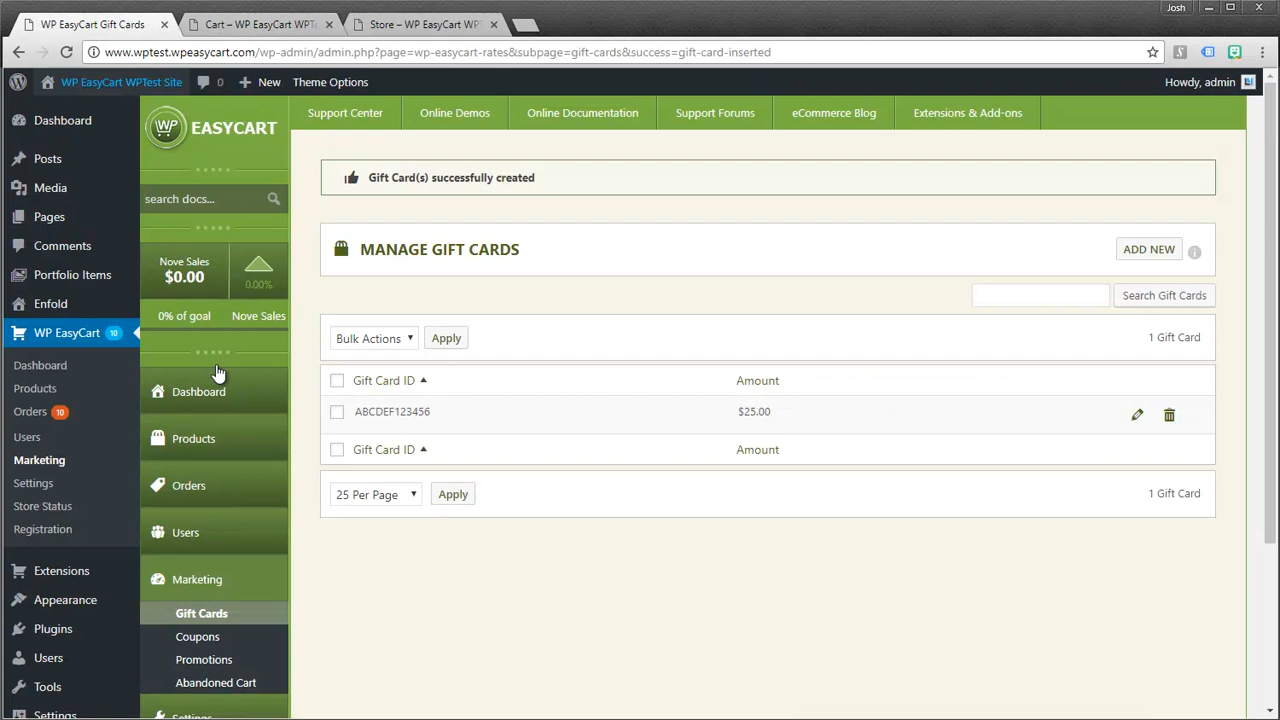 Josh
WP EasyCart Gift Cards
Cart – WP EasyCart WPTe
Store – WP EasyCart WPT
www.wptest.wpeasycart.com/wp-admin/admin.php?page=wp-easycart-rates&subpage=gift-cards&success=gift-card-inserted
WP EasyCart WPTest Site
0
New
Theme Options
Howdy, admin
Dashboard
Posts
Media
Pages
Comments
Portfolio Items
Enfold
WP EasyCart 10
Dashboard
Products
Orders 10
Users
Marketing
Settings
Store Status
Registration
Extensions
Appearance
Plugins
Users
Tools
Settings
WP EASYCART
search docs...
Nove Sales
$0.00
0.00%
0% of goal
Nove Sales
Dashboard
Products
Orders
Users
Marketing
Gift Cards
Coupons
Promotions
Abandoned Cart
Settings
Support Center
Online Demos
Online Documentation
Support Forums
eCommerce Blog
Extensions & Add-ons
Gift Card(s) successfully created
MANAGE GIFT CARDS
ADD NEW
Search Gift Cards
Bulk Actions
Apply
1 Gift Card
Gift Card ID
Amount
ABCDEF123456
$25.00
Gift Card ID
Amount
25 Per Page
Apply
1 Gift Card